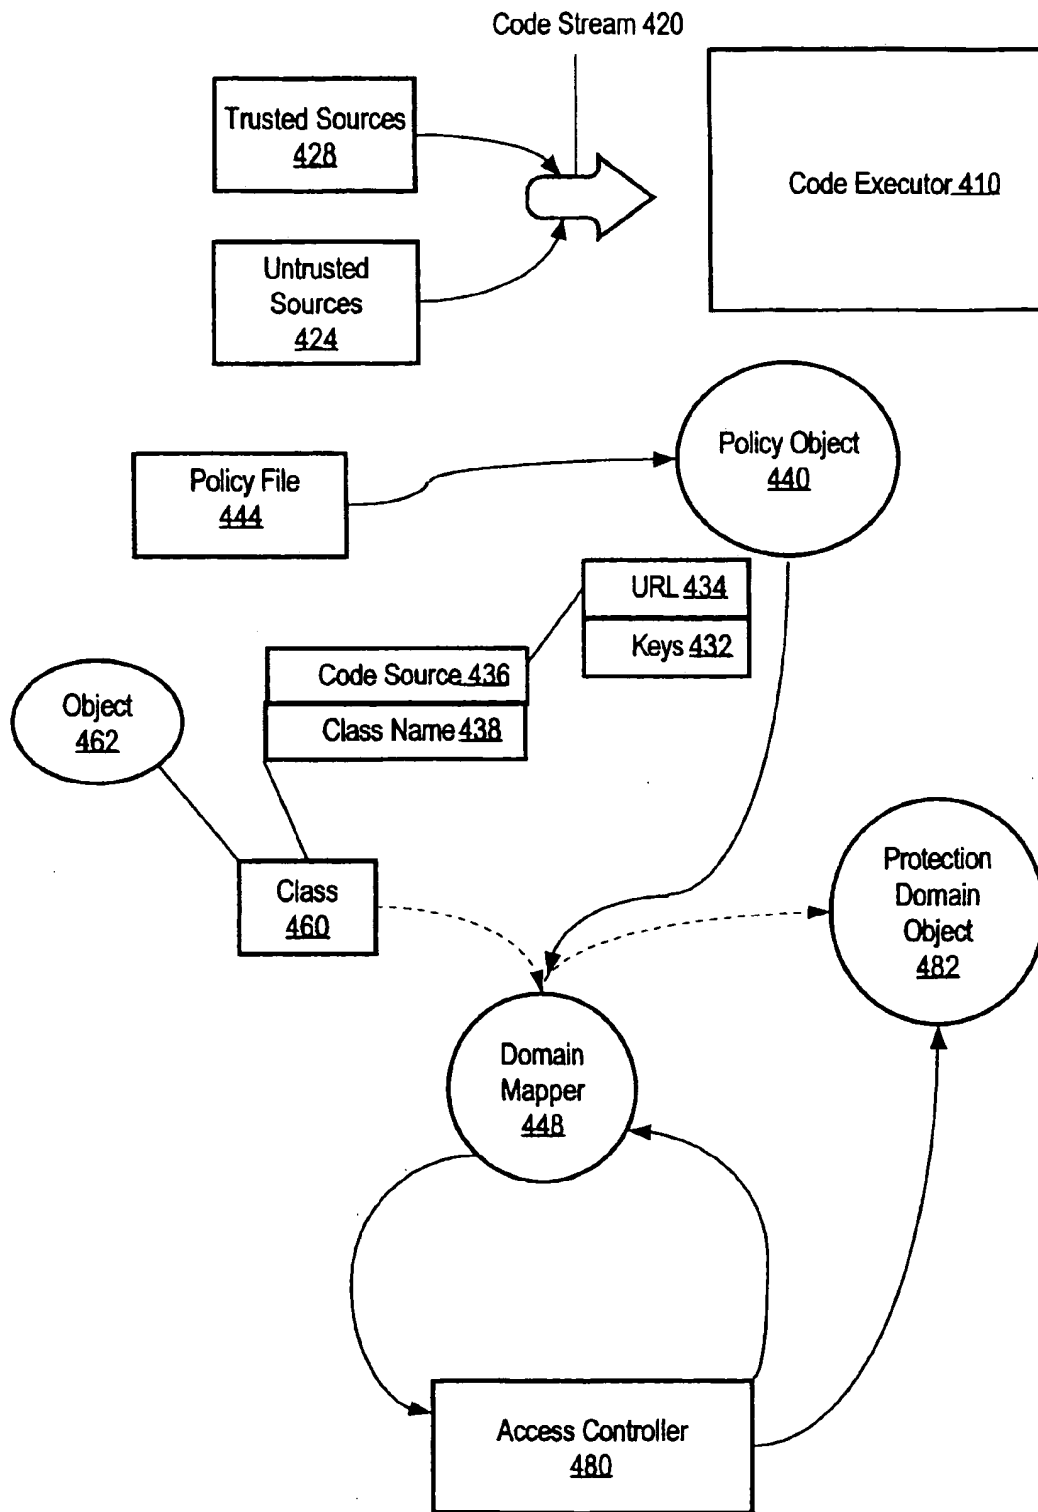 Code Stream 420
Trusted Sources
428
Code Executor 410
Untrusted
Sources
424
Policy Object
440
Policy File
444
URL 434
Keys 432
Code Source 436
Class Name 438
Object
462
Class
460
Protection
Domain
Object
482
Domain
Mapper
448
Access Controller
480